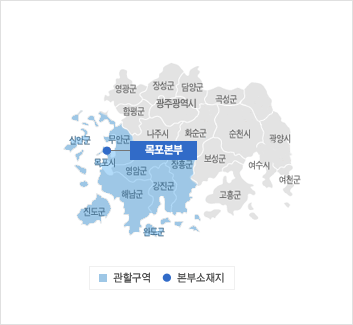 영광군
장성군
담양군
함평군
광주광역시
곡성군
신안군
무안군
나주시
화순군
순천시
광양시
목포본부
목포시
영암군
장흥군
보성군
여수시
여천군
해남군
강진군
고흥군
진도군
완도군
관할구역
본부소재지